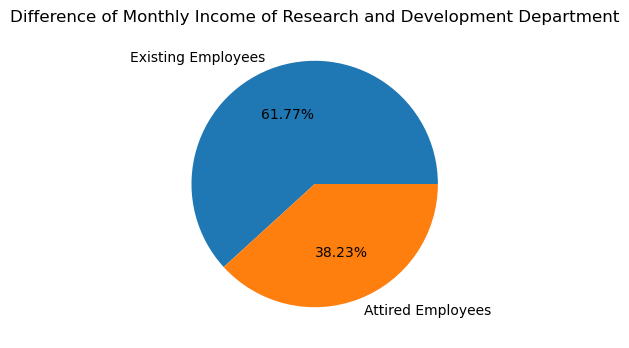 Difference of Monthly Income of Research and Development Department
Existing Employees
61.77%
38.23%
Attired Employees